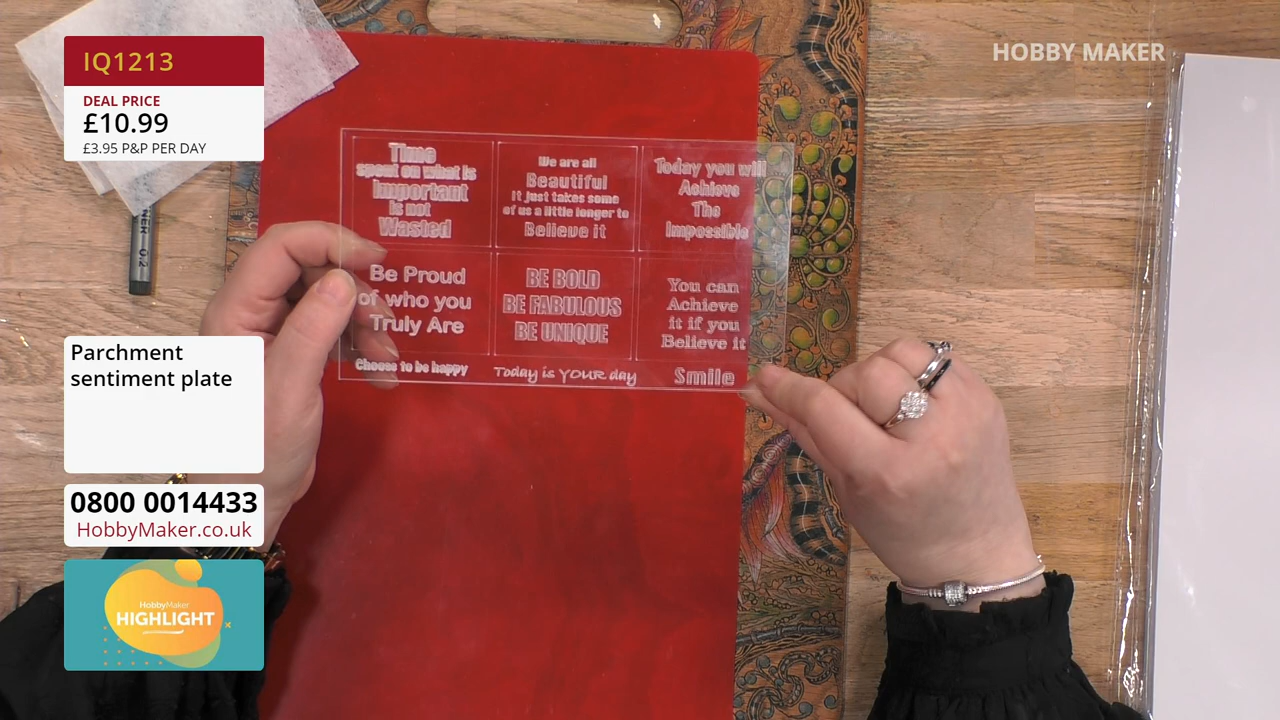 IQ1213
DEAL PRICE
£10.99
£3.95 P&P PER DAY
HOBBY MAKER
0.2
Time
spent on what is
Important
is not
Wasted
We are all
Beautiful
it just takes some
of us a little longer to
Believe it
Today you will
Achieve
The
Impossible
Be Proud
of who you
Truly Are
BE BOLD
BE FABULOUS
BE UNIQUE
You can
Achieve
it if you
Believe it
Choose to be happy
Today is YOUR day
Smile
Parchment
sentiment plate
0800 0014433
HobbyMaker.co.uk
HobbyMaker
HIGHLIGHT